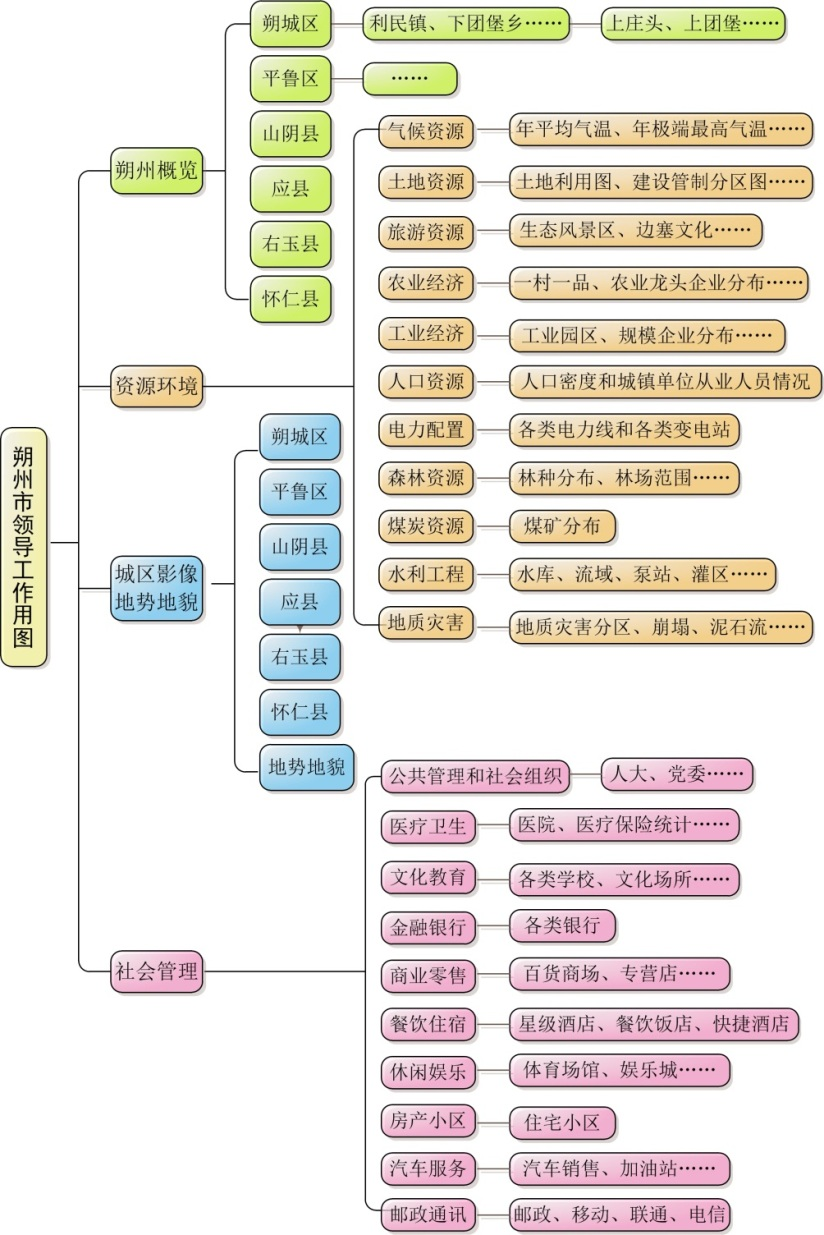 朔州市领导工作用图
朔州概览
朔城区
利民镇、下团堡乡……
上庄头、上团堡……
平鲁区
……
山阴县
应县
右玉县
怀仁县
资源环境
气候资源
年平均气温、年极端最高气温……
土地资源
土地利用图、建设管制分区图……
旅游资源
生态风景区、边塞文化……
农业经济
一村一品、农业龙头企业分布……
工业经济
工业园区、规模企业分布……
人口资源
人口密度和城镇单位从业人员情况
电力配置
各类电力线和各类变电站
森林资源
林种分布、林场范围……
煤炭资源
煤矿分布
水利工程
水库、流域、泵站、灌区……
地质灾害
地质灾害分区、崩塌、泥石流……
城区影像
地势地貌
朔城区
平鲁区
山阴县
应县
右玉县
怀仁县
地势地貌
社会管理
公共管理和社会组织
人大、党委……
医疗卫生
医院、医疗保险统计……
文化教育
各类学校、文化场所……
金融银行
各类银行
商业零售
百货商场、专营店……
餐饮住宿
星级酒店、餐饮饭店、快捷酒店
休闲娱乐
体育场馆、娱乐城……
房产小区
住宅小区
汽车服务
汽车销售、加油站……
邮政通讯
邮政、移动、联通、电信